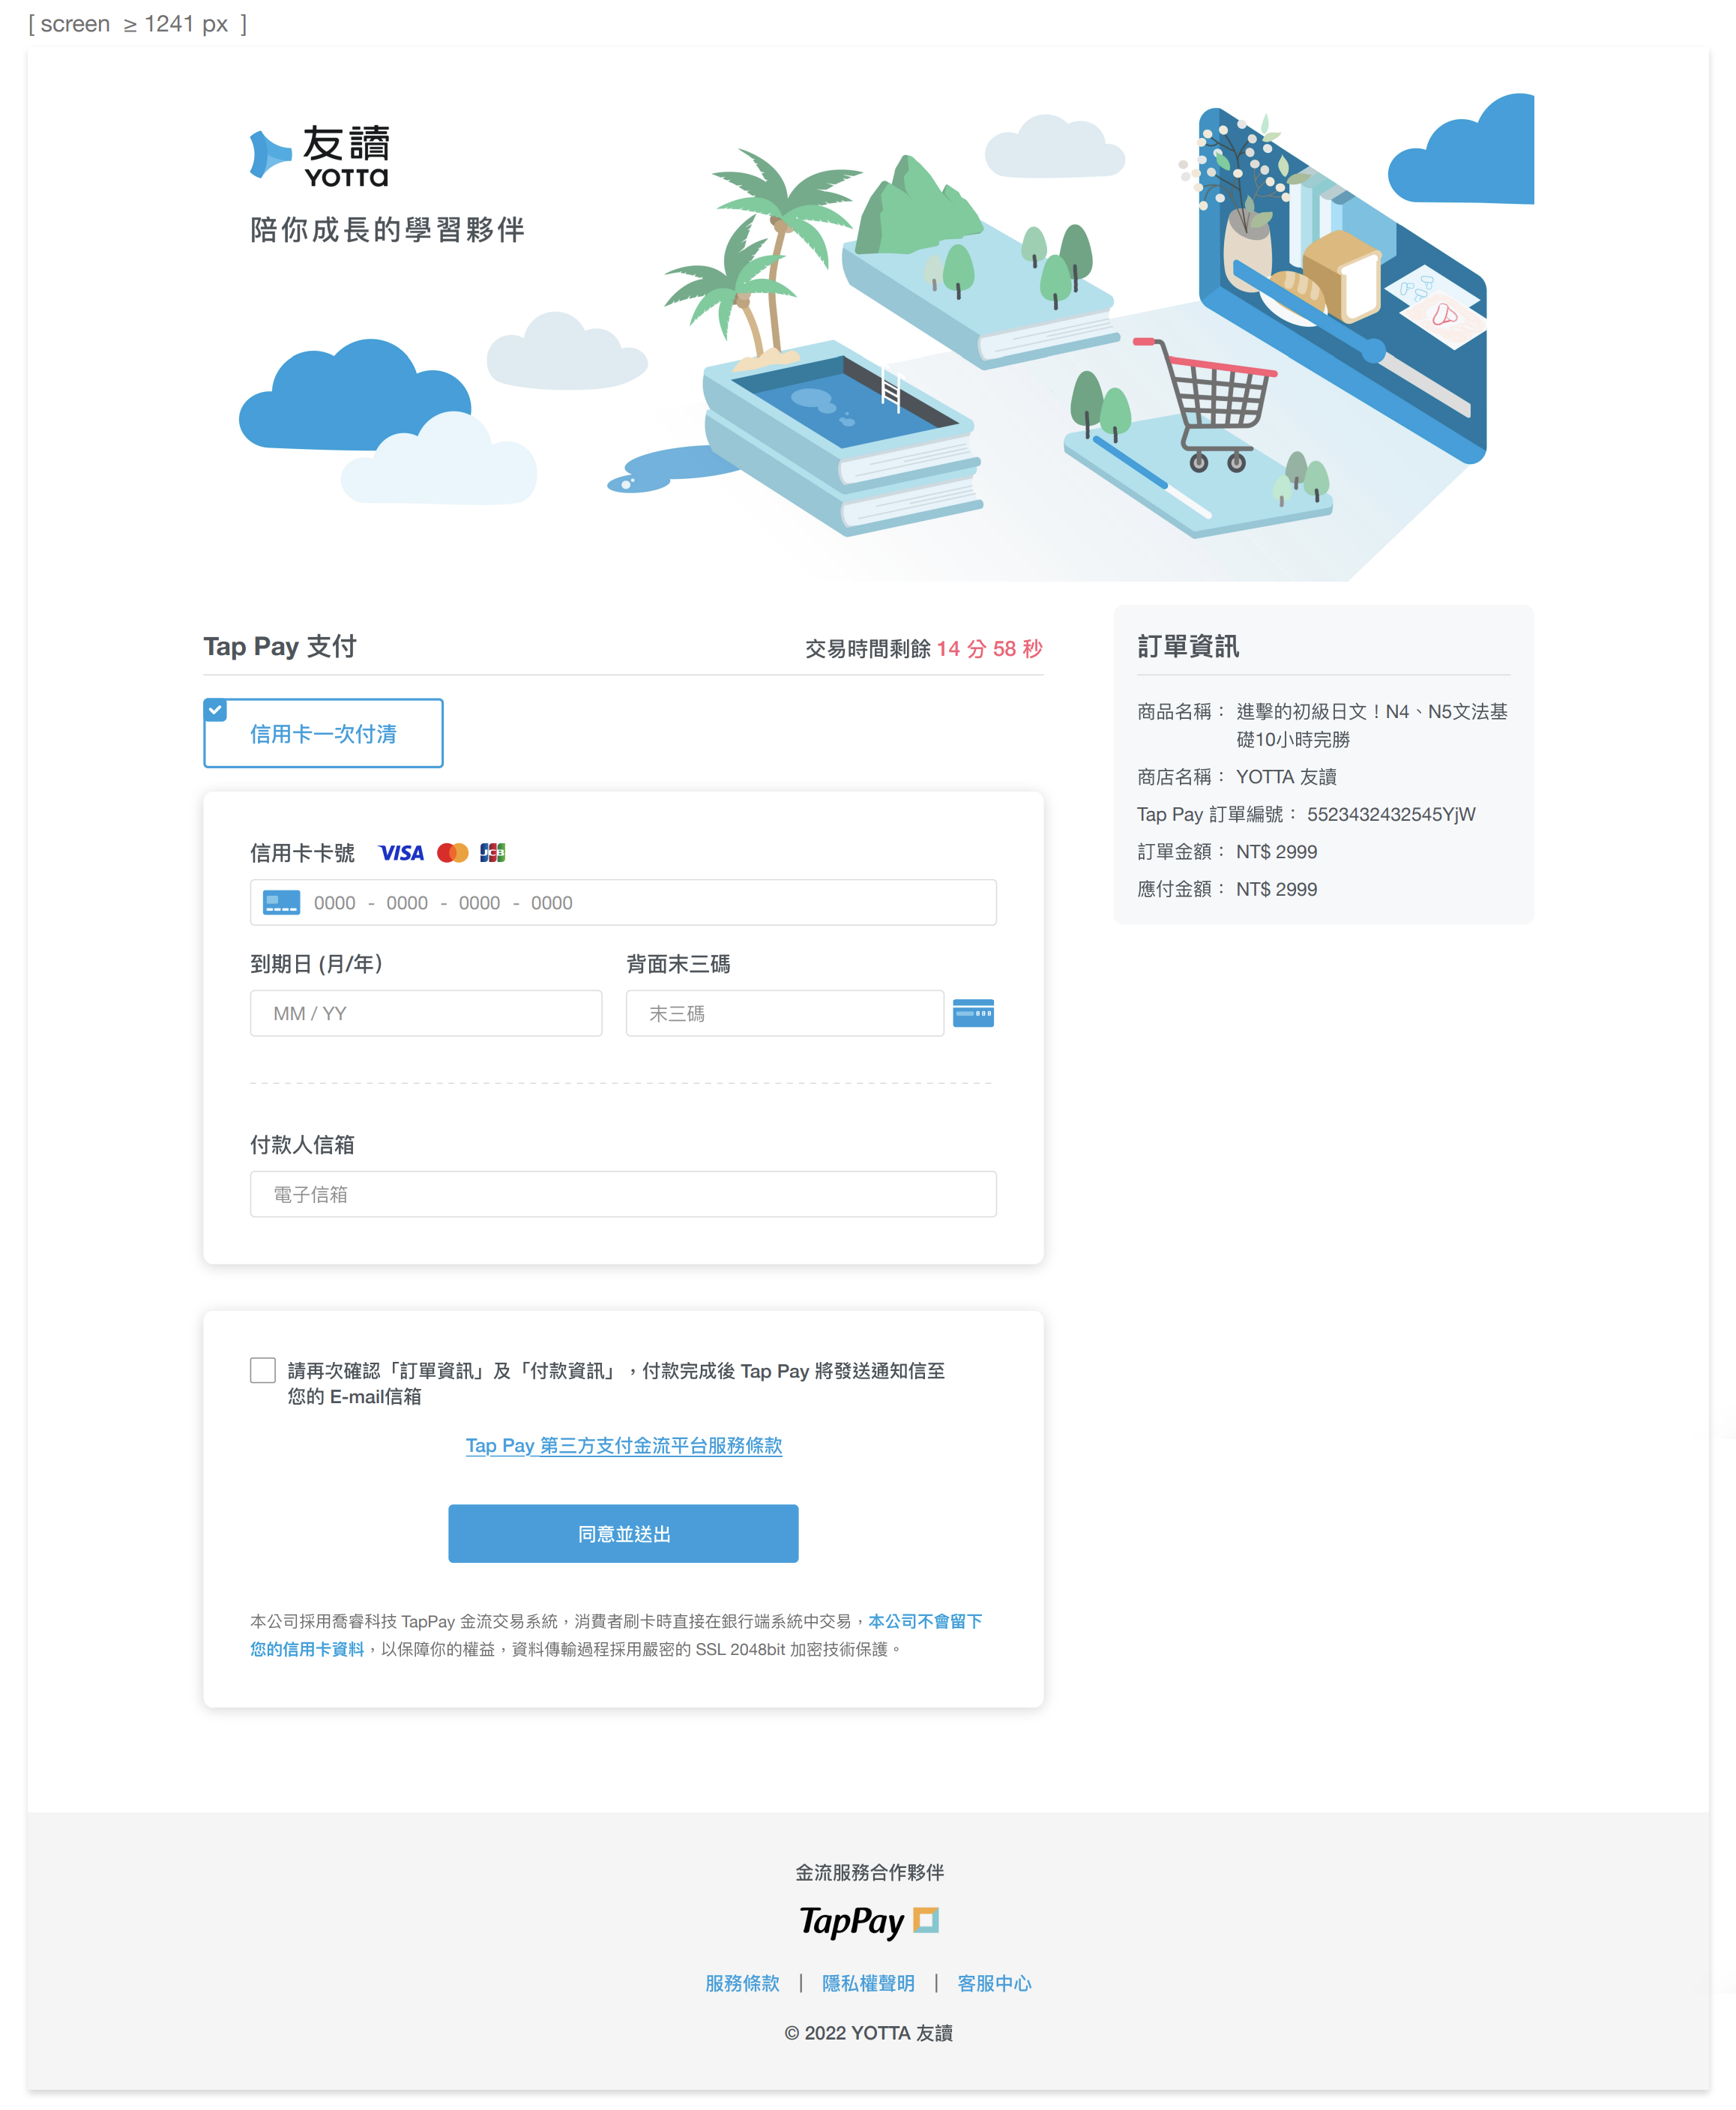 [ screen ≥ 1241 px ]
友讀
YOTTA
陪你成長的學習夥伴
Tap Pay 支付
交易時間剩餘 14 分 58 秒
信用卡一次付清
信用卡卡號 VISA JCB
0000 - 0000 - 0000 - 0000
到期日 (月/年)
背面末三碼
MM / YY
末三碼
付款人信箱
電子信箱
請再次確認「訂單資訊」及「付款資訊」，付款完成後 Tap Pay 將發送通知信至
您的 E-mail信箱
Tap Pay 第三方支付金流平台服務條款
同意並送出
本公司採用喬睿科技 TapPay 金流交易系統，消費者刷卡時直接在銀行端系統中交易，本公司不會留下
您的信用卡資料，以保障你的權益，資料傳輸過程採用嚴密的 SSL 2048bit 加密技術保護。
訂單資訊
商品名稱： 進擊的初級日文！N4、N5文法基
礎10小時完勝
商店名稱： YOTTA 友讀
Tap Pay 訂單編號： 5523432432545YjW
訂單金額： NT$ 2999
應付金額： NT$ 2999
金流服務合作夥伴
TapPay
服務條款 | 隱私權聲明 | 客服中心
© 2022 YOTTA 友讀